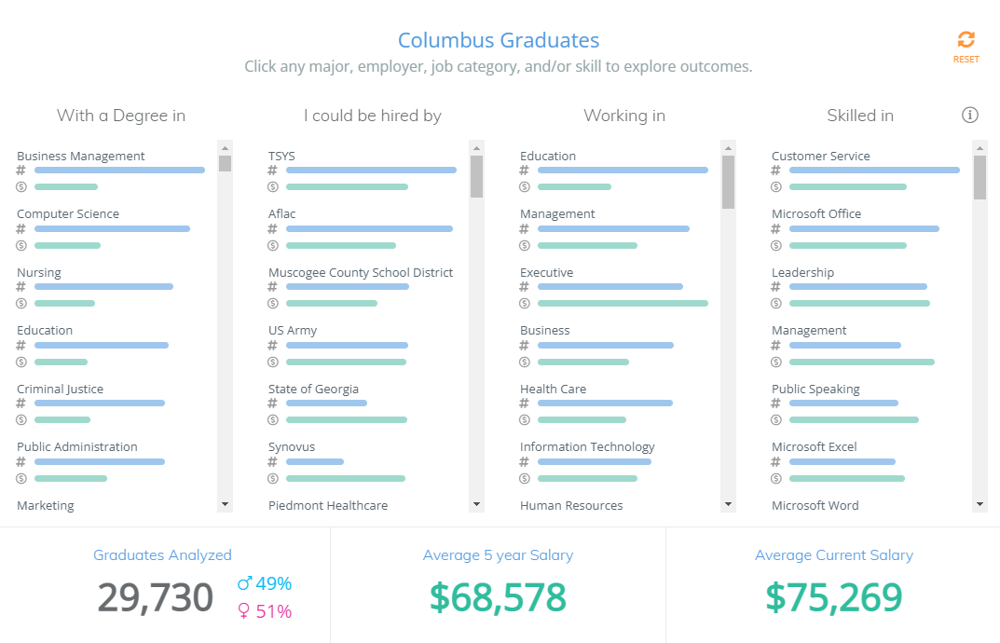 Columbus Graduates
Click any major, employer, job category, and/or skill to explore outcomes.
RESET
With a Degree in
Business Management
#
$
Computer Science
#
$
Nursing
#
$
Education
#
$
Criminal Justice
#
$
Public Administration
#
$
Marketing
I could be hired by
TSYS
#
$
Aflac
#
$
Muscogee County School District
#
$
US Army
#
$
State of Georgia
#
$
Synovus
#
$
Piedmont Healthcare
Working in
Education
#
$
Management
#
$
Executive
#
$
Business
#
$
Health Care
#
$
Information Technology
#
$
Human Resources
Skilled in
Customer Service
#
$
Microsoft Office
#
$
Leadership
#
$
Management
#
$
Public Speaking
#
$
Microsoft Excel
#
$
Microsoft Word
Graduates Analyzed
29,730
♂ 49%
♀ 51%
Average 5 year Salary
$68,578
Average Current Salary
$75,269